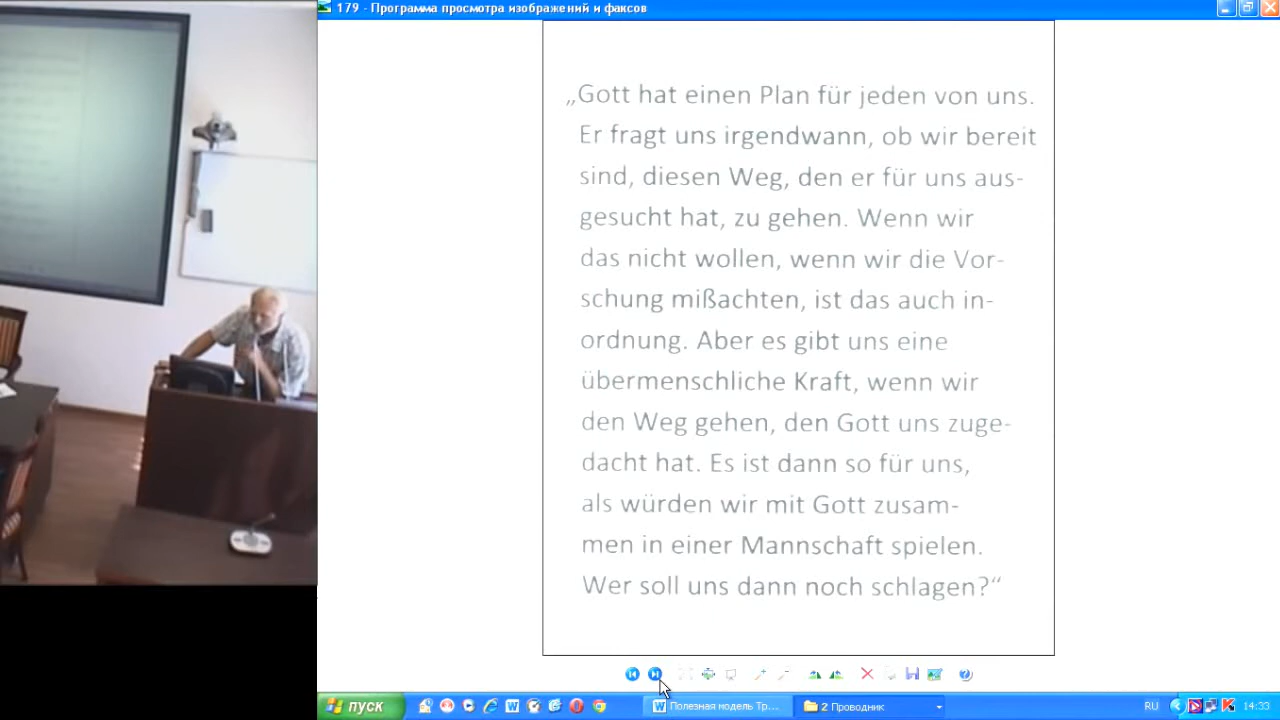 179 - Программа просмотра изображений и факсов
„Gott hat einen Plan für jeden von uns.
Er fragt uns irgendwann, ob wir bereit
sind, diesen Weg, den er für uns aus-
gesucht hat, zu gehen. Wenn wir
das nicht wollen, wenn wir die Vor-
schung mißachten, ist das auch in-
ordnung. Aber es gibt uns eine
übermenschliche Kraft, wenn wir
den Weg gehen, den Gott uns zuge-
dacht hat. Es ist dann so für uns,
als würden wir mit Gott zusam-
men in einer Mannschaft spielen.
Wer soll uns dann noch schlagen?“
пуск
Полезная модель Тр...
2 Проводник
RU
14:33